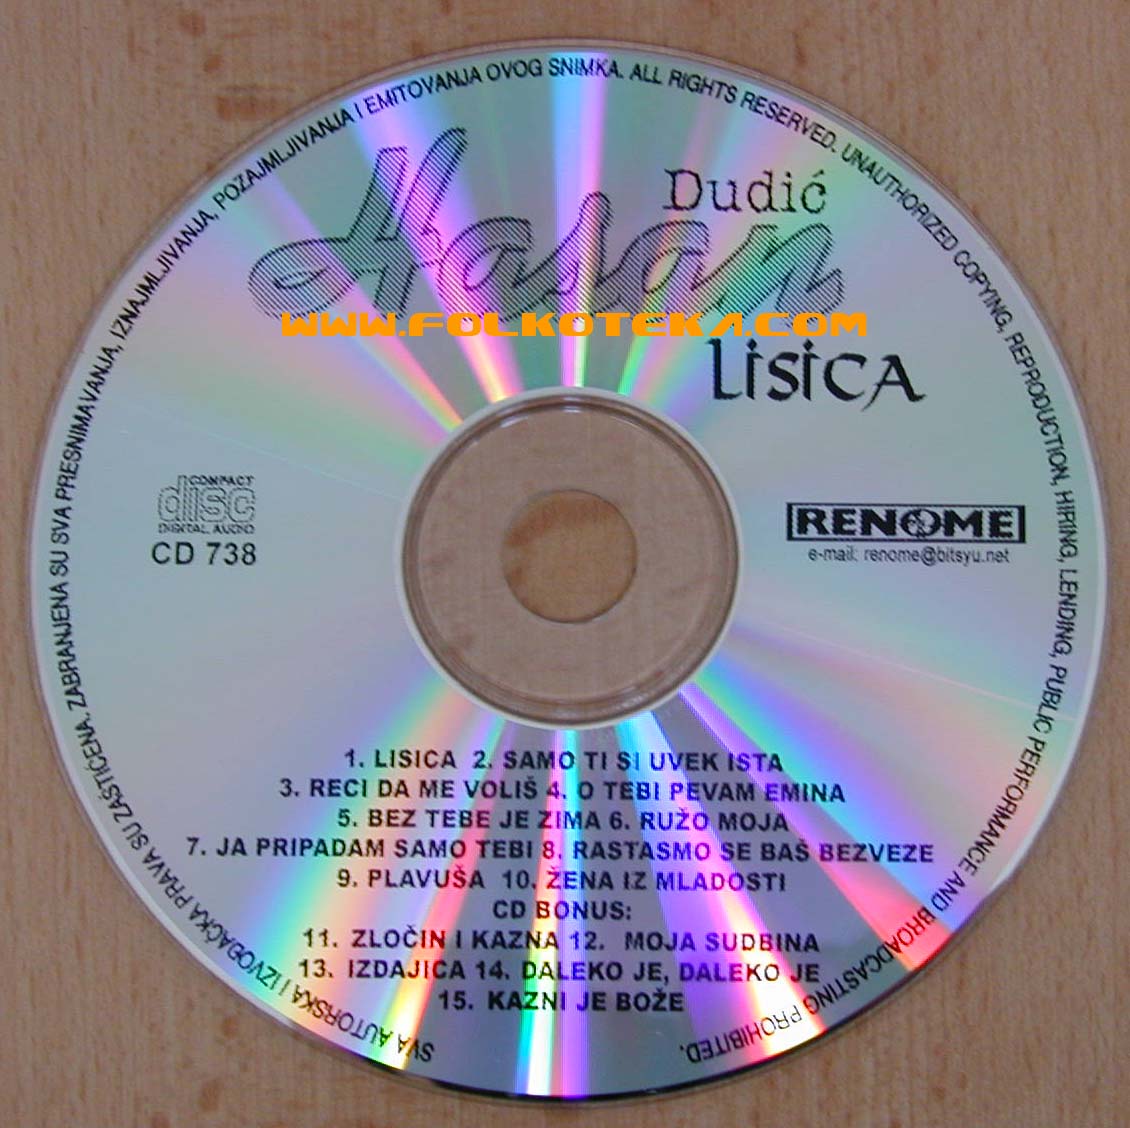 SVA AUTORSKA I IZVOĐAČKA PRAVA SU ZAŠTIĆENA. ZABRANJENA SU SVA PRESNIMAVANJA, IZNAJMLJIVANJA, POZAJMLJIVANJA I EMITOVANJA OVOG SNIMKA. ALL RIGHTS RESERVED. UNAUTHORIZED COPYING, REPRODUCTION, HIRING, LENDING, PUBLIC PERFORMANCE AND BROADCASTING PROHIBITED.
Dudić
Hasan
WWW.FOLKOTEKA.COM
LISICA
COMPACT
disc
DIGITAL AUDIO
CD 738
RENOME
e-mail: renome@bitsyu.net
1. LISICA 2. SAMO TI SI UVEK ISTA
3. RECI DA ME VOLIŠ 4. O TEBI PEVAM EMINA
5. BEZ TEBE JE ZIMA 6. RUŽO MOJA
7. JA PRIPADAM SAMO TEBI 8. RASTASMO SE BAŠ BEZVEZE
9. PLAVUŠA 10. ŽENA IZ MLADOSTI
CD BONUS:
11. ZLOČIN I KAZNA 12. MOJA SUDBINA
13. IZDAJICA 14. DALEKO JE, DALEKO JE
15. KAZNI JE BOŽE